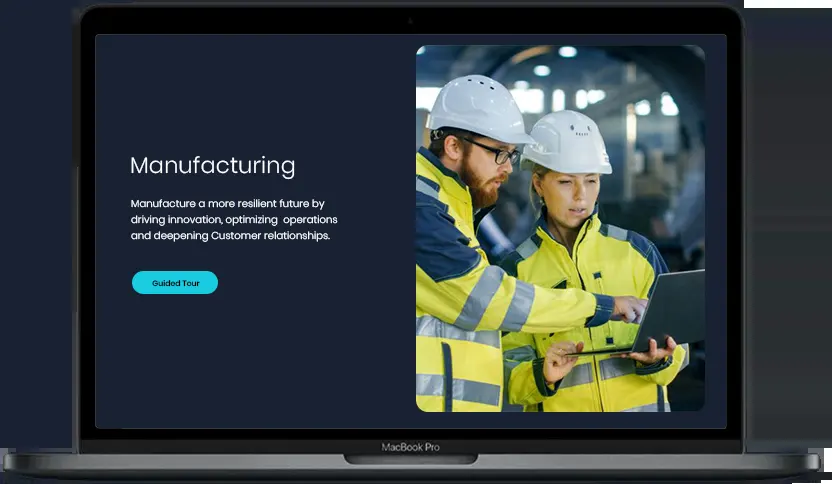 Manufacturing
Manufacture a more resilient future by
driving innovation, optimizing operations
and deepening Customer relationships.
Guided Tour
MacBook Pro